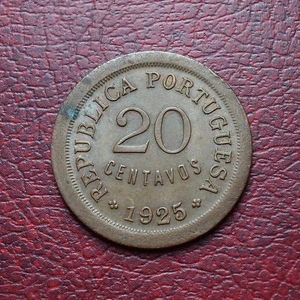 REPUBLICA PORTUGUESA
20
CENTAVOS
* 1925 *